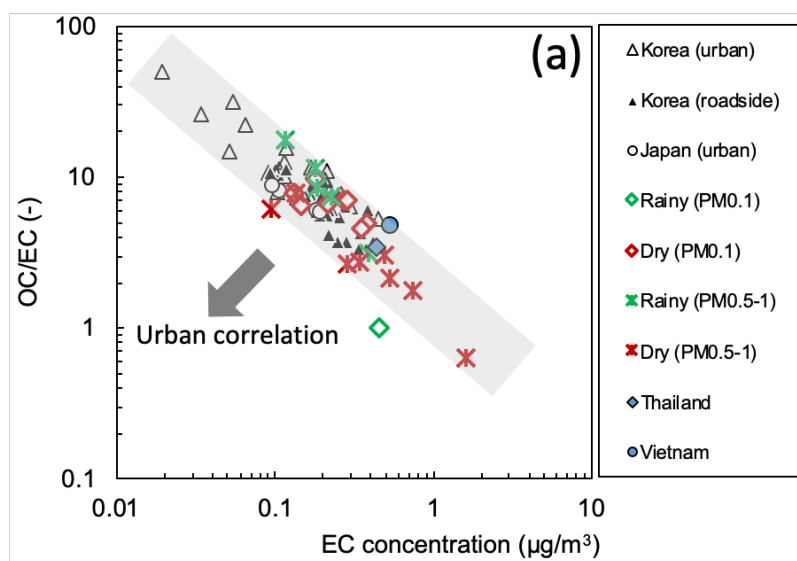 (a)
OC/EC (-)
100
10
1
0.1
0.01
0.1
1
10
EC concentration (µg/m³)
Urban correlation
Korea (urban)
Korea (roadside)
Japan (urban)
Rainy (PM0.1)
Dry (PM0.1)
Rainy (PM0.5-1)
Dry (PM0.5-1)
Thailand
Vietnam